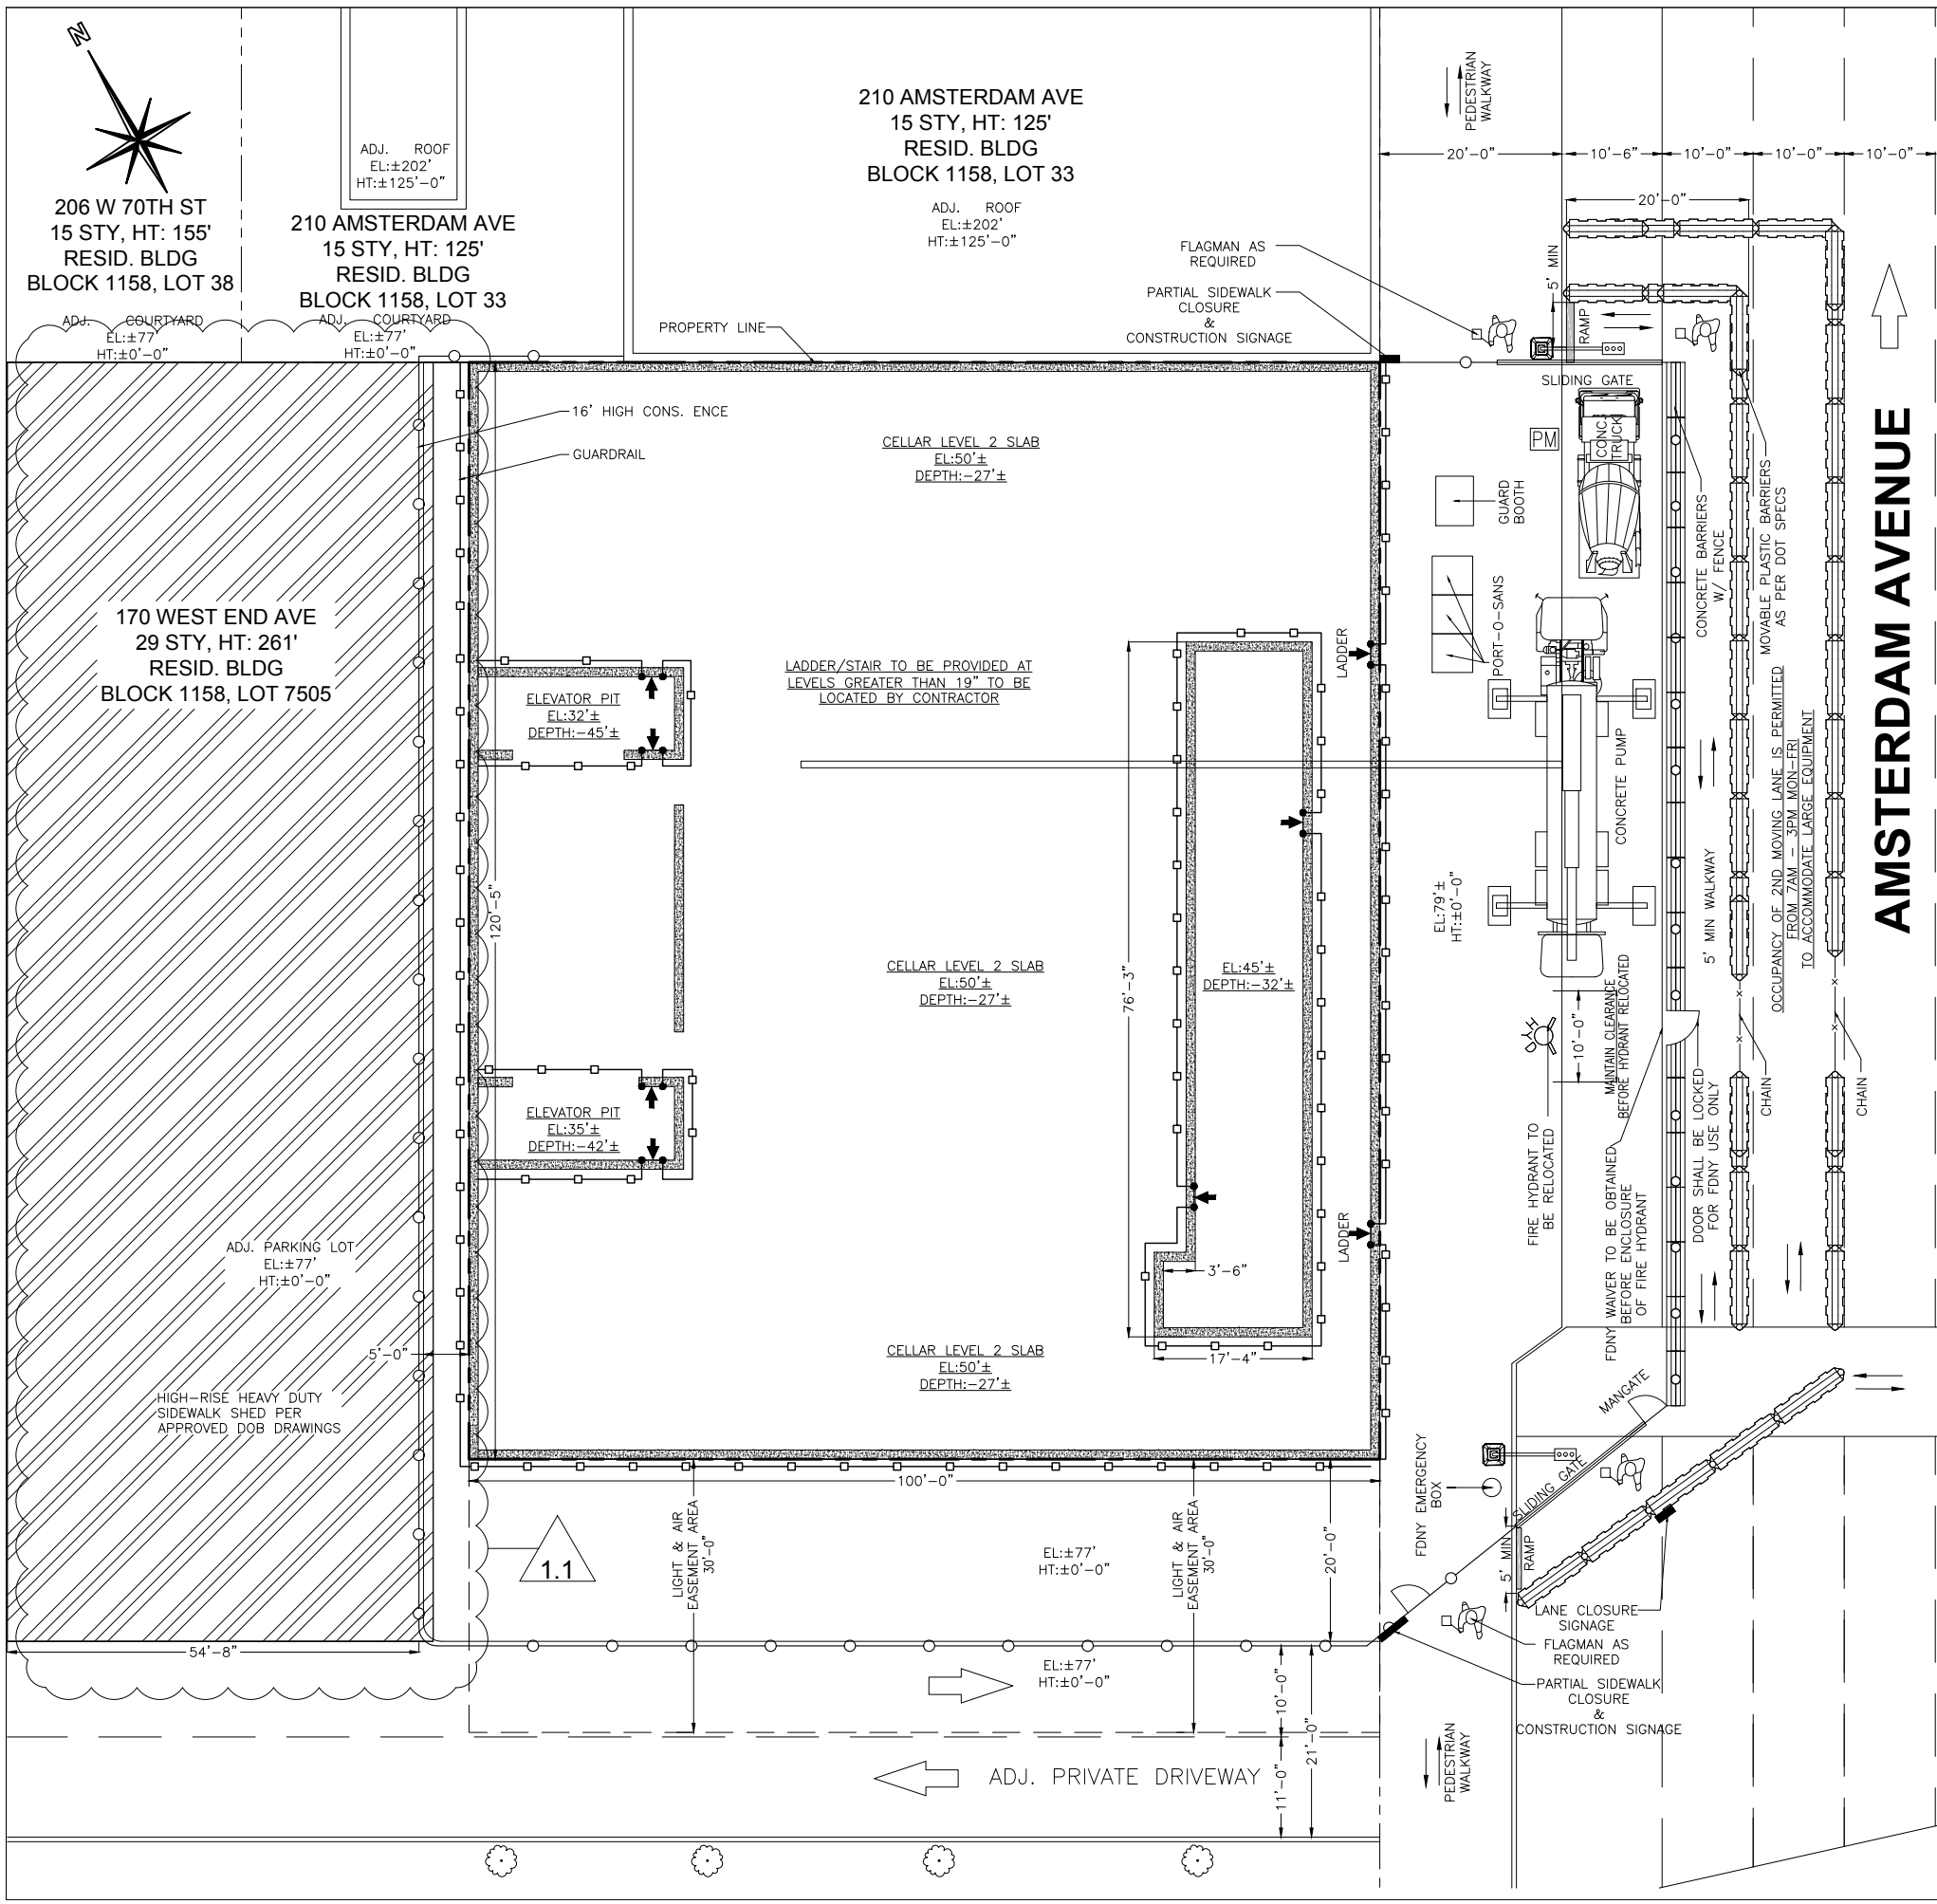 N
206 W 70TH ST
15 STY, HT: 155'
RESID. BLDG
BLOCK 1158, LOT 38
ADJ. COURTYARD
EL:±77
HT:±0'-0"
ADJ. ROOF
EL:±202'
HT:±125'-0"
210 AMSTERDAM AVE
15 STY, HT: 125'
RESID. BLDG
BLOCK 1158, LOT 33
ADJ. COURTYARD
EL:±77'
HT:±0'-0"
210 AMSTERDAM AVE
15 STY, HT: 125'
RESID. BLDG
BLOCK 1158, LOT 33
ADJ. ROOF
EL:±202'
HT:±125'-0"
PEDESTRIAN
WALKWAY
20'-0"
10'-6"
10'-0"
10'-0"
10'-0"
20'-0"
FLAGMAN AS
REQUIRED
PARTIAL SIDEWALK
CLOSURE
&
CONSTRUCTION SIGNAGE
PROPERTY LINE
5' MIN
RAMP
SLIDING GATE
16' HIGH CONS. ENCE
GUARDRAIL
CELLAR LEVEL 2 SLAB
EL:50'±
DEPTH:-27'±
PM
CONC.
TRUCK
GUARD
BOOTH
PORT-O-SANS
CONCRETE BARRIERS
W/ FENCE
MOVABLE PLASTIC BARRIERS
AS PER DOT SPECS
AMSTERDAM AVENUE
170 WEST END AVE
29 STY, HT: 261'
RESID. BLDG
BLOCK 1158, LOT 7505
LADDER/STAIR TO BE PROVIDED AT
LEVELS GREATER THAN 19" TO BE
LOCATED BY CONTRACTOR
LADDER
ELEVATOR PIT
EL:32'±
DEPTH:-45'±
CONCRETE PUMP
OCCUPANCY OF 2ND MOVING LANE IS PERMITTED
FROM 7AM - 3PM MON-FRI
TO ACCOMMODATE LARGE EQUIPMENT
120'-5"
76'-3"
EL:79'±
HT:±0'-0"
5' MIN WALKWAY
CELLAR LEVEL 2 SLAB
EL:50'±
DEPTH:-27'±
EL:45'±
DEPTH:-32'±
HYD
10'-0"
MAINTAIN CLEARANCE
BEFORE HYDRANT RELOCATED
CHAIN
CHAIN
ELEVATOR PIT
EL:35'±
DEPTH:-42'±
FIRE HYDRANT TO
BE RELOCATED
FDNY WAIVER TO BE OBTAINED
BEFORE ENCLOSURE
OF FIRE HYDRANT
DOOR SHALL BE LOCKED
FOR FDNY USE ONLY
LADDER
ADJ. PARKING LOT
EL:±77'
HT:±0'-0"
3'-6"
5'-0"
CELLAR LEVEL 2 SLAB
EL:50'±
DEPTH:-27'±
17'-4"
HIGH-RISE HEAVY DUTY
SIDEWALK SHED PER
APPROVED DOB DRAWINGS
MANGATE
100'-0"
FDNY EMERGENCY
BOX
SLIDING GATE
1.1
LIGHT & AIR
EASEMENT AREA
30'-0"
EL:±77'
HT:±0'-0"
LIGHT & AIR
EASEMENT AREA
30'-0"
20'-0"
5' MIN
RAMP
LANE CLOSURE
SIGNAGE
FLAGMAN AS
REQUIRED
54'-8"
EL:±77'
HT:±0'-0"
10'-0"
PARTIAL SIDEWALK
CLOSURE
&
CONSTRUCTION SIGNAGE
21'-0"
ADJ. PRIVATE DRIVEWAY
11'-0"
PEDESTRIAN
WALKWAY